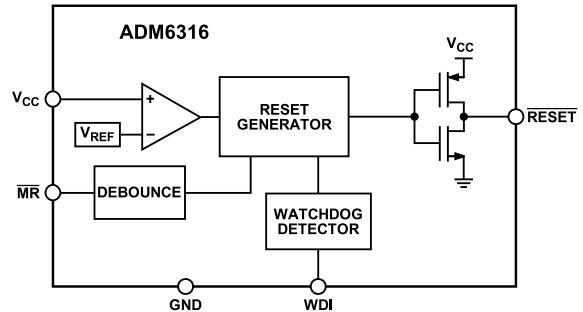 ADM6316
VCC
VCC
RESET
GENERATOR
RESET
VREF
MR
DEBOUNCE
WATCHDOG
DETECTOR
GND
WDI